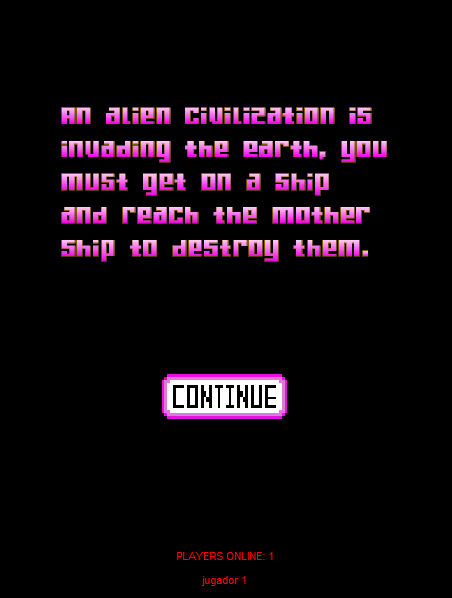 An alien civilization is
invading the earth, you
must get on a ship
and reach the mother
ship to destroy them.
CONTINUE
PLAYERS ONLINE: 1
jugador 1